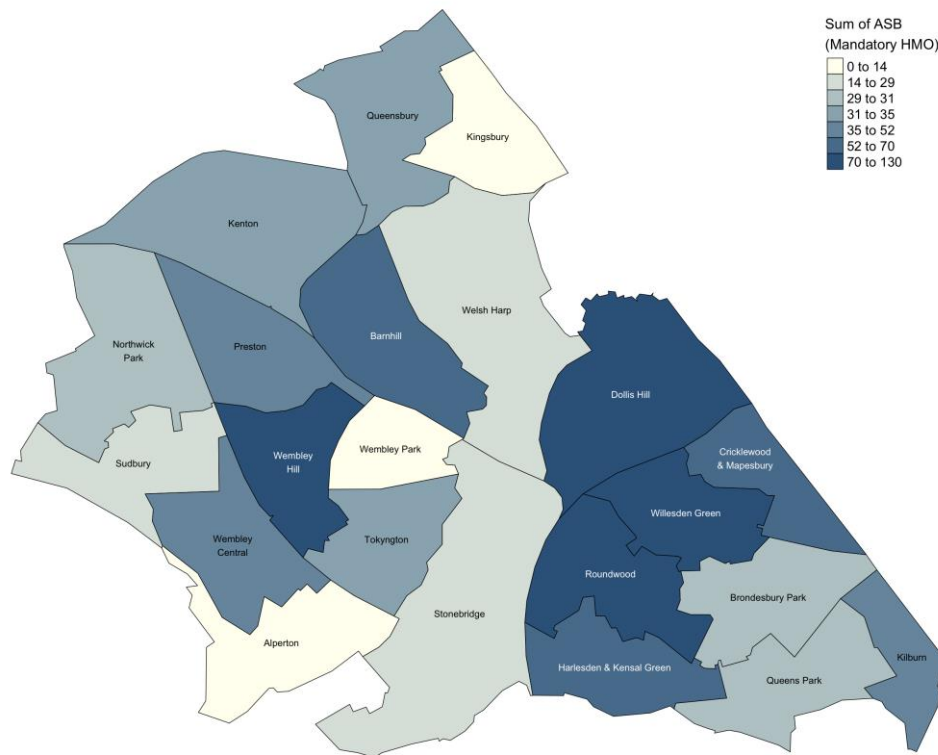 Sum of ASB
(Mandatory HMO)
0 to 14
14 to 29
29 to 31
31 to 35
35 to 52
52 to 70
70 to 130
Queensbury
Kingsbury
Kenton
Welsh Harp
Barnhill
Northwick
Park
Preston
Dollis Hill
Wembley Park
Cricklewood
& Mapesbury
Wembley
Hill
Sudbury
Willesden Green
Wembley
Central
Tokyngton
Roundwood
Brondesbury Park
Stonebridge
Alperton
Kilburn
Harlesden & Kensal Green
Queens Park